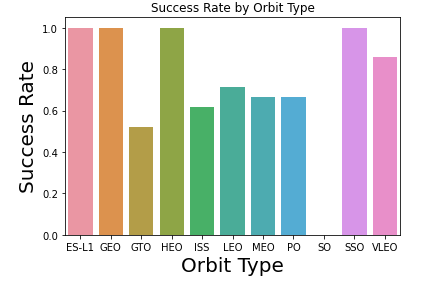 Success Rate by Orbit Type
Success Rate
1.0
0.8
0.6
0.4
0.2
0.0
ES-L1 GEO GTO HEO ISS LEO MEO PO SO SSO VLEO
Orbit Type